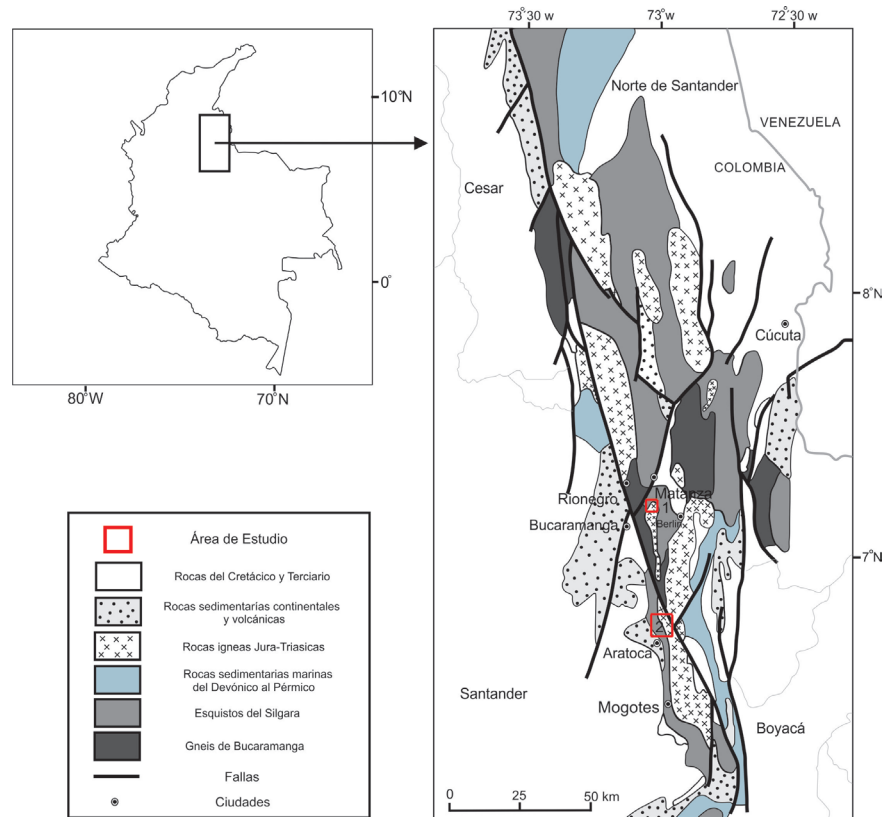 10°N
0°
80°W
70°N
Área de Estudio
Rocas del Cretácico y Terciario
Rocas sedimentarias continentales
y volcánicas
Rocas igneas Jura-Triasicas
Rocas sedimentarias marinas
del Devónico al Pérmico
Esquistos del Silgara
Gneis de Bucaramanga
Fallas
Ciudades
73°30 W
73°W
72°30 W
Norte de Santander
VENEZUELA
COLOMBIA
Cesar
8°N
Cúcuta
Rionegro
Matanza
1
Bucaramanga
Berlin
7°N
2
Aratoca
Santander
Mogotes
Boyacá
0
25
50 km